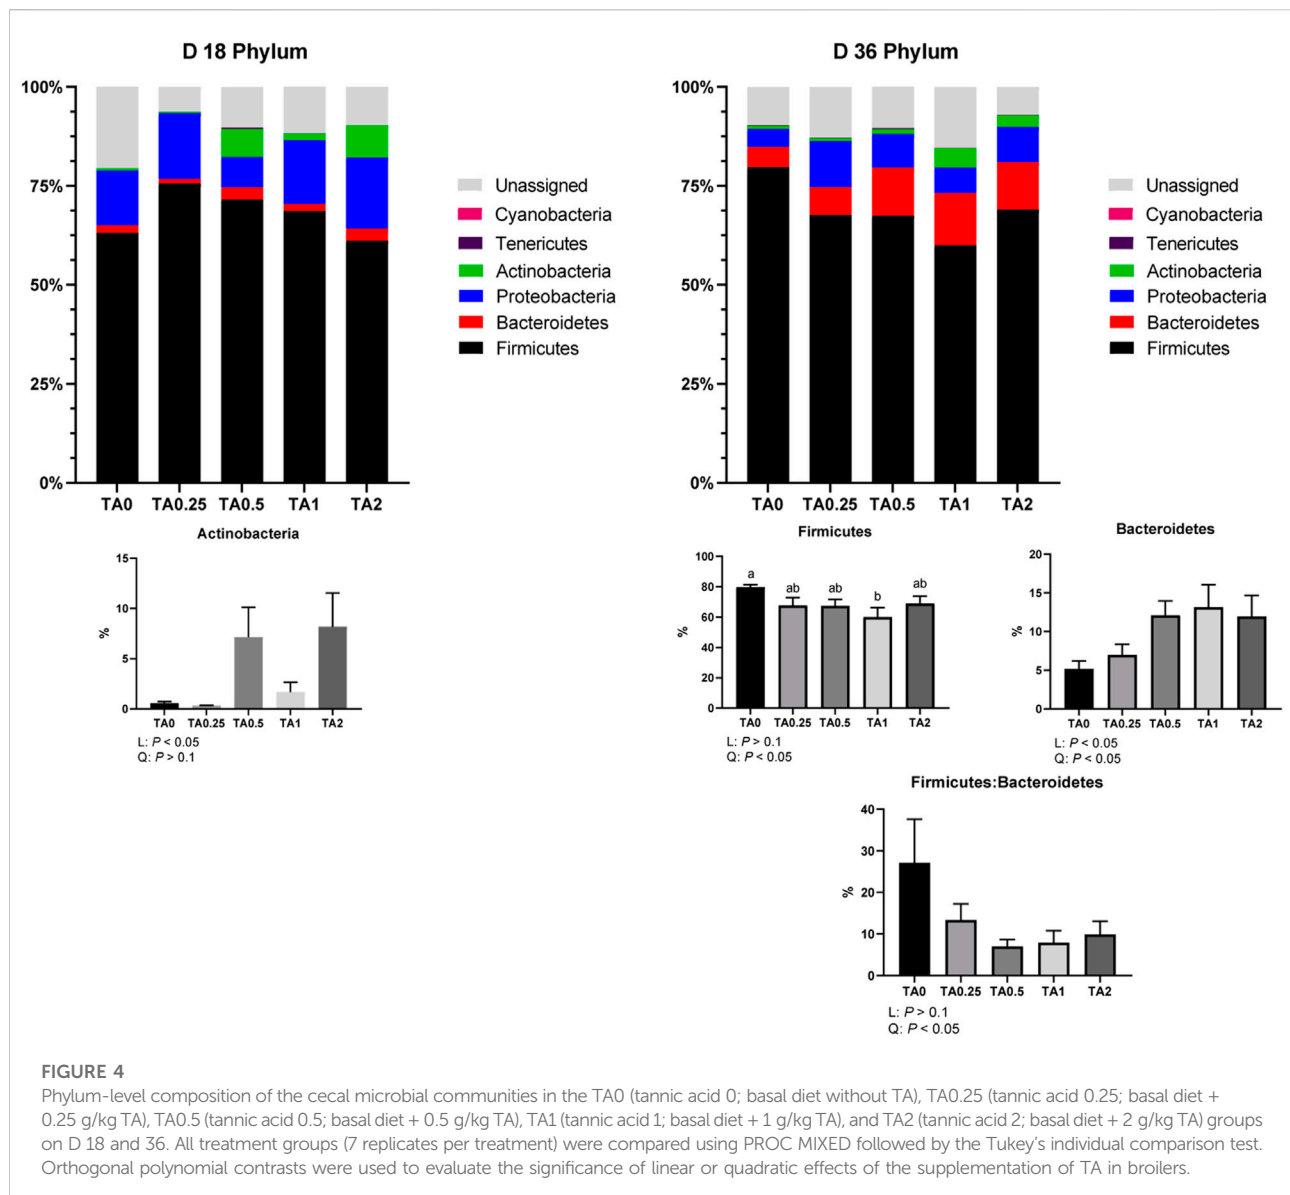 D 18 Phylum
100%
75%
50%
25%
0%
TA0 TA0.25 TA0.5 TA1 TA2
Unassigned
Cyanobacteria
Tenericutes
Actinobacteria
Proteobacteria
Bacteroidetes
Firmicutes
D 36 Phylum
100%
75%
50%
25%
0%
TA0 TA0.25 TA0.5 TA1 TA2
Unassigned
Cyanobacteria
Tenericutes
Actinobacteria
Proteobacteria
Bacteroidetes
Firmicutes
Actinobacteria
%
15
10
5
0
TA0 TA0.25 TA0.5 TA1 TA2
L: P < 0.05
Q: P > 0.1
Firmicutes
%
100
80
60
40
20
0
a ab ab b ab
TA0 TA0.25 TA0.5 TA1 TA2
L: P > 0.1
Q: P < 0.05
Bacteroidetes
%
20
15
10
5
0
TA0 TA0.25 TA0.5 TA1 TA2
L: P < 0.05
Q: P < 0.05
Firmicutes:Bacteroidetes
%
40
30
20
10
0
TA0 TA0.25 TA0.5 TA1 TA2
L: P > 0.1
Q: P < 0.05
FIGURE 4
Phylum-level composition of the cecal microbial communities in the TA0 (tannic acid 0; basal diet without TA), TA0.25 (tannic acid 0.25; basal diet +
0.25 g/kg TA), TA0.5 (tannic acid 0.5; basal diet + 0.5 g/kg TA), TA1 (tannic acid 1; basal diet + 1 g/kg TA), and TA2 (tannic acid 2; basal diet + 2 g/kg TA) groups
on D 18 and 36. All treatment groups (7 replicates per treatment) were compared using PROC MIXED followed by the Tukey's individual comparison test.
Orthogonal polynomial contrasts were used to evaluate the significance of linear or quadratic effects of the supplementation of TA in broilers.